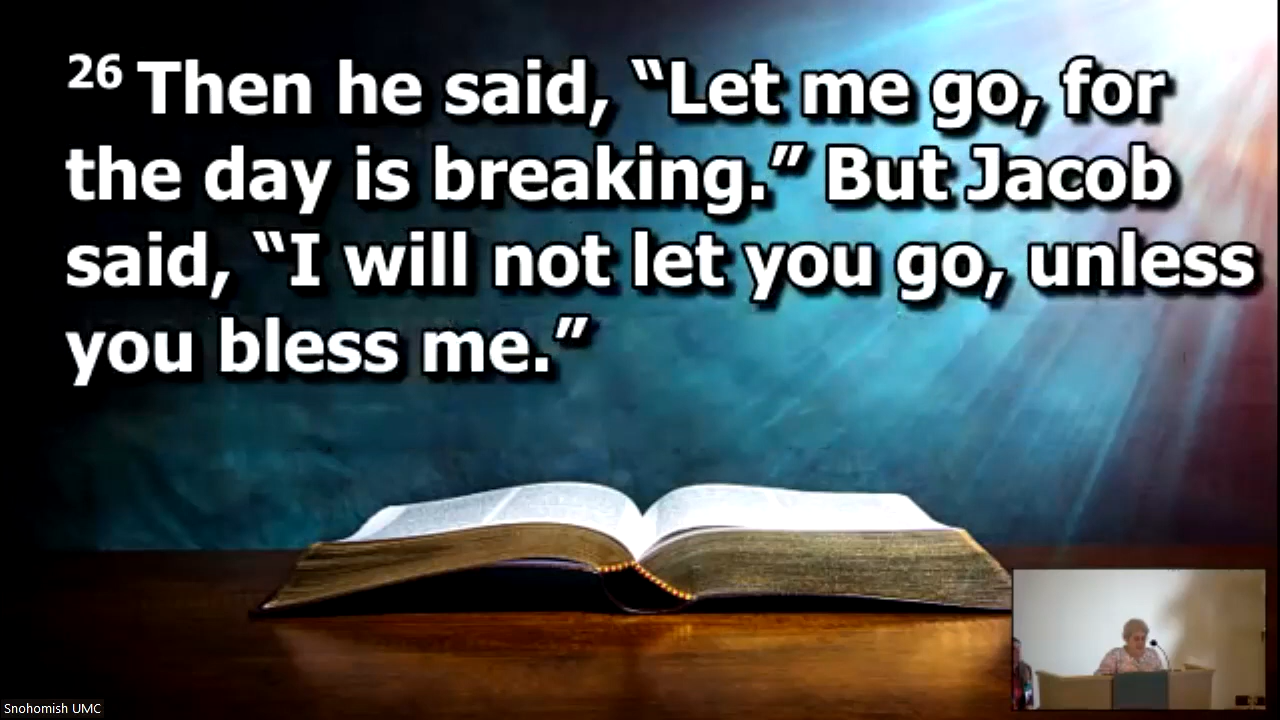 26 Then he said, “Let me go, for
the day is breaking.” But Jacob
said, “I will not let you go, unless
you bless me.”
Snohomish UMC